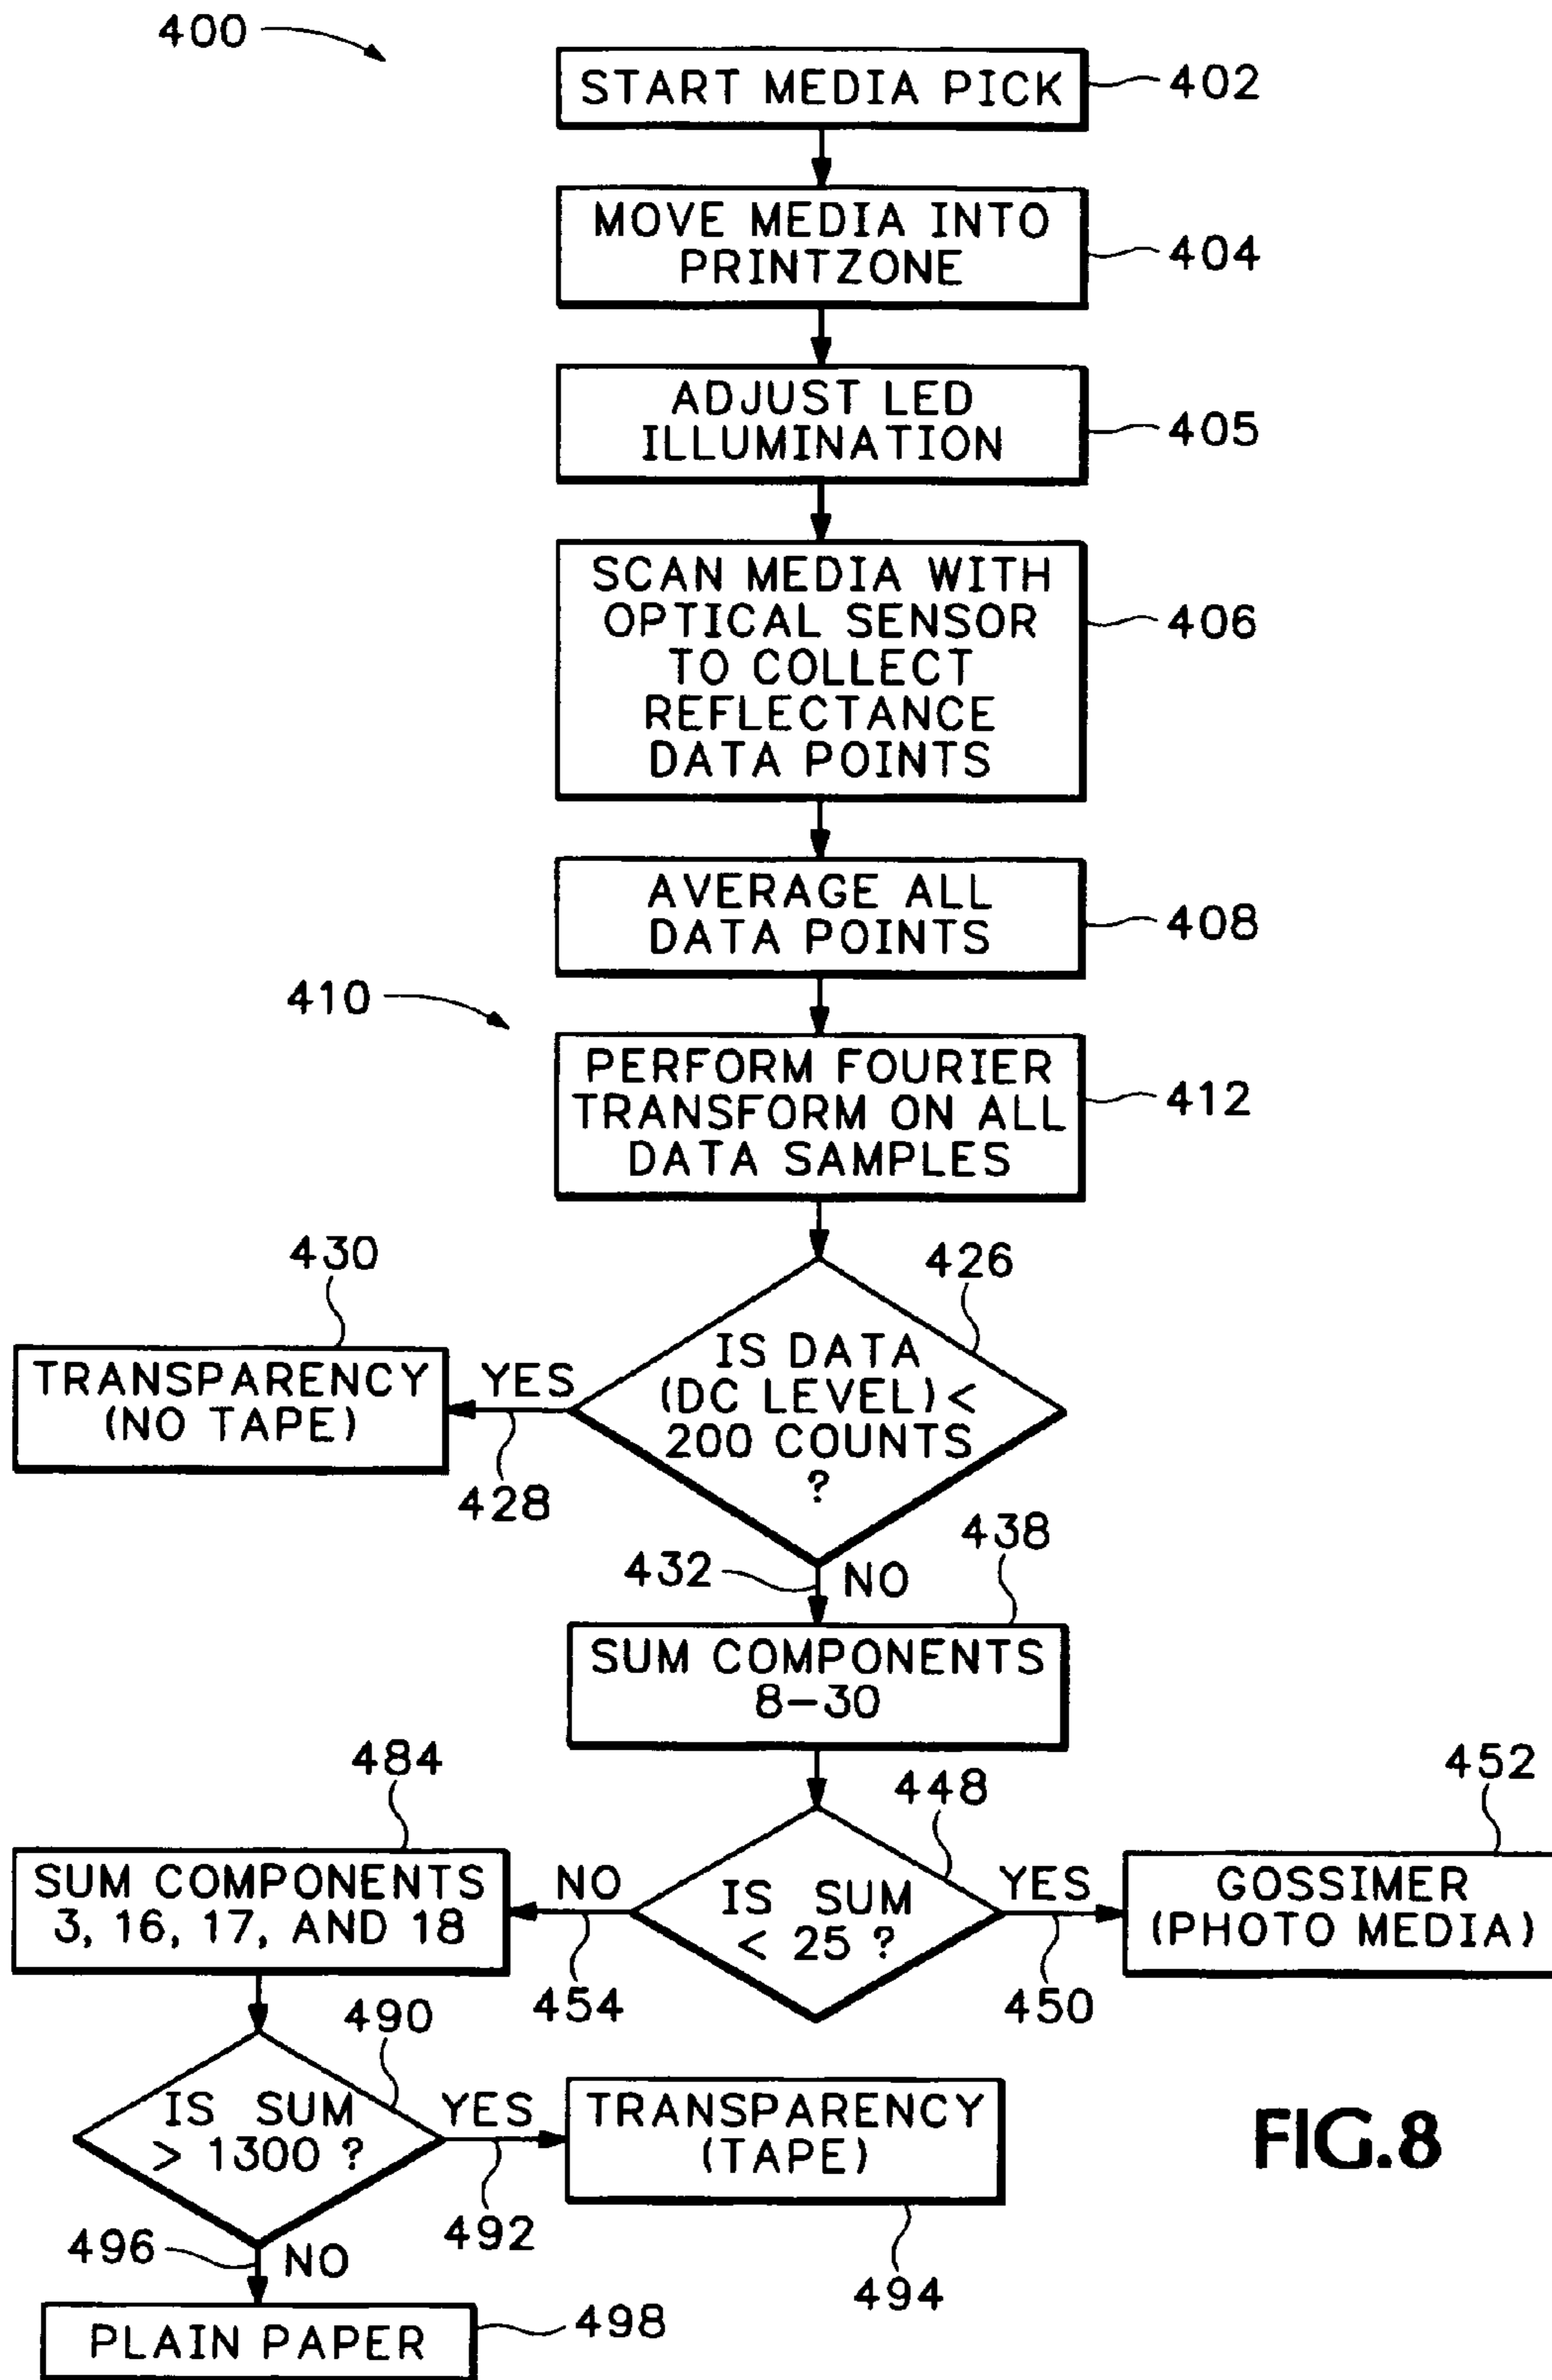 400
START MEDIA PICK
402
MOVE MEDIA INTO
PRINTZONE
404
ADJUST LED
ILLUMINATION
405
SCAN MEDIA WITH
OPTICAL SENSOR
TO COLLECT
REFLECTANCE
DATA POINTS
406
AVERAGE ALL
DATA POINTS
408
410
PERFORM FOURIER
TRANSFORM ON ALL
DATA SAMPLES
412
430
426
TRANSPARENCY
(NO TAPE)
YES
428
IS DATA
(DC LEVEL) <
200 COUNTS
?
432
NO
438
SUM COMPONENTS
8-30
484
448
452
SUM COMPONENTS
3, 16, 17, AND 18
NO
454
IS SUM
< 25 ?
YES
450
GOSSIMER
(PHOTO MEDIA)
490
IS SUM
> 1300 ?
YES
492
TRANSPARENCY
(TAPE)
494
FIG.8
496
NO
PLAIN PAPER
498